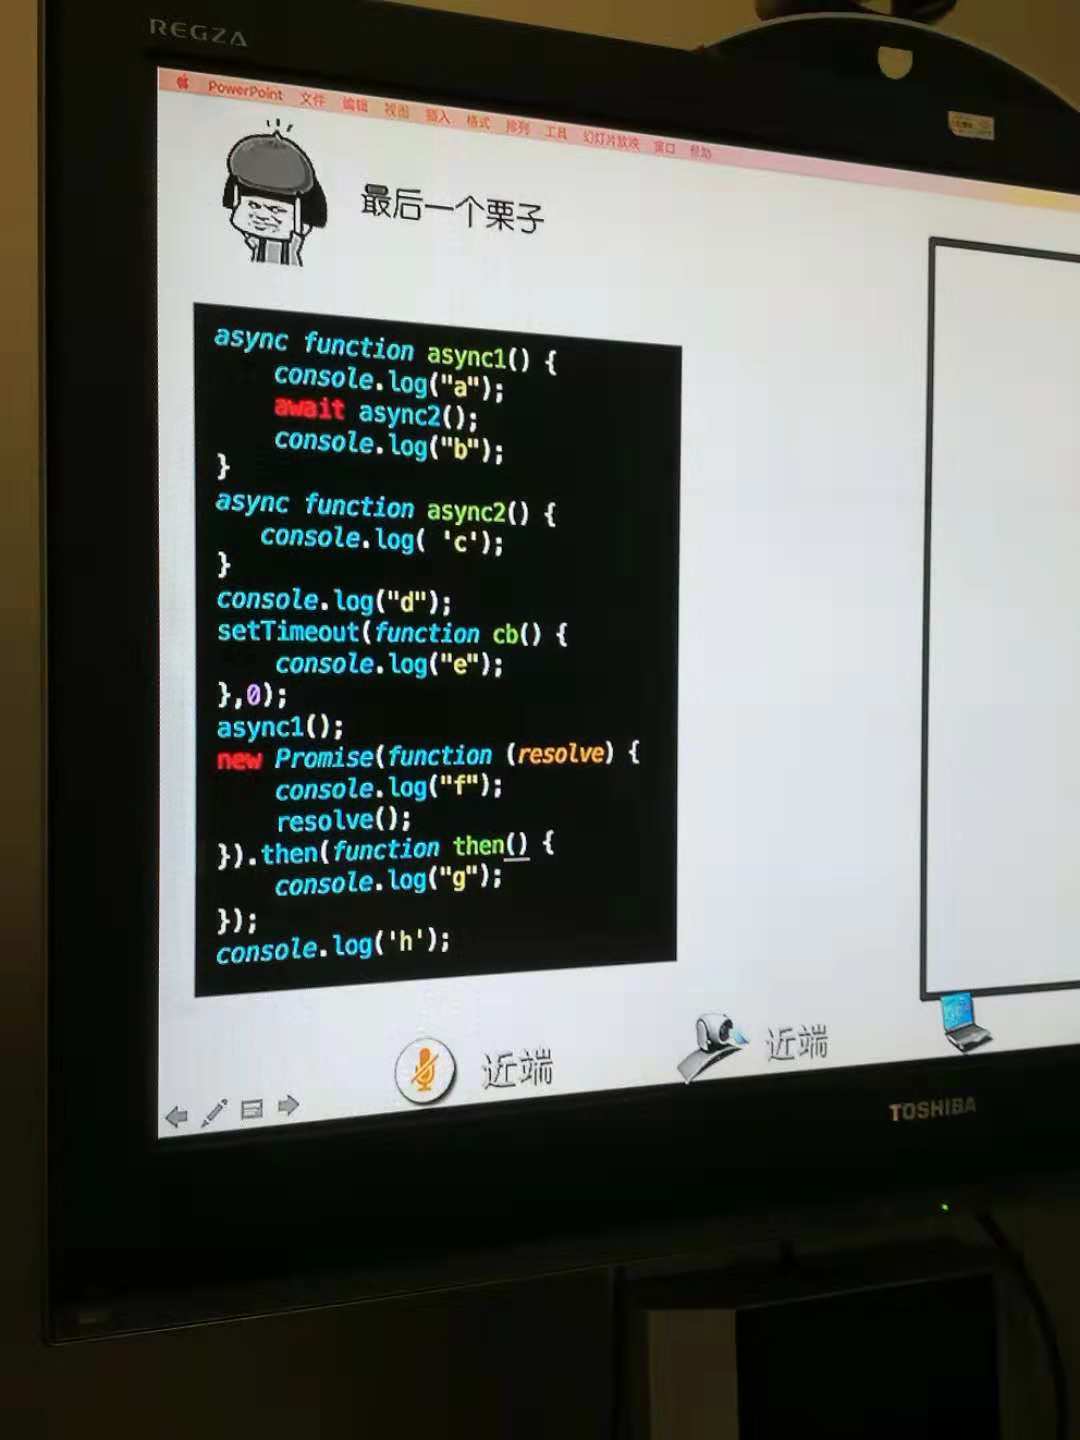 REGZA
PowerPoint 文件 编辑 视图 插入 格式 排列 工具 幻灯片放映 窗口 帮助
最后一个栗子
async function async1() {
    console.log("a");
    await async2();
    console.log("b");
}
async function async2() {
   console.log( 'c');
}
console.log("d");
setTimeout(function cb() {
    console.log("e");
},0);
async1();
new Promise(function (resolve) {
    console.log("f");
    resolve();
}).then(function then() {
    console.log("g");
});
console.log('h');
近端
近端
TOSHIBA